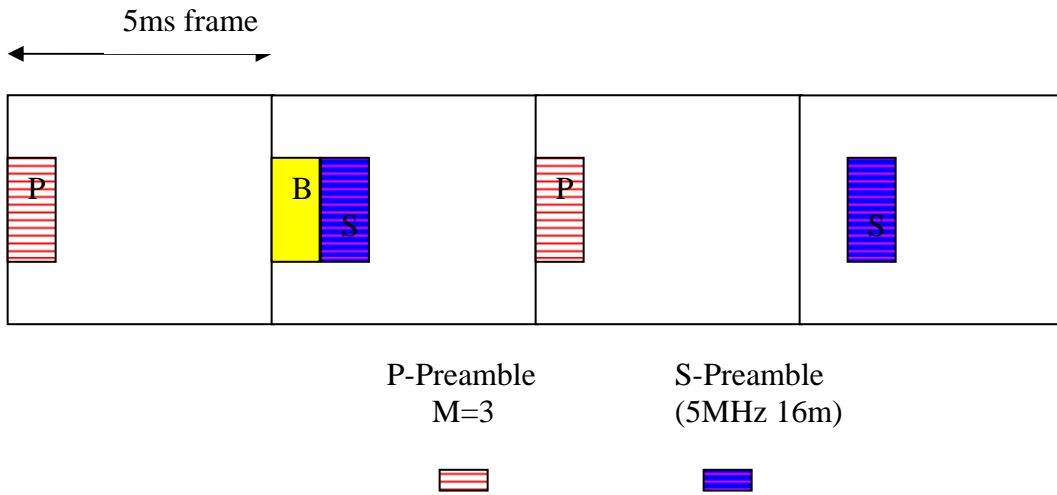 5ms frame
P
B
S
P
S
P-Preamble
M=3
S-Preamble
(5MHz 16m)